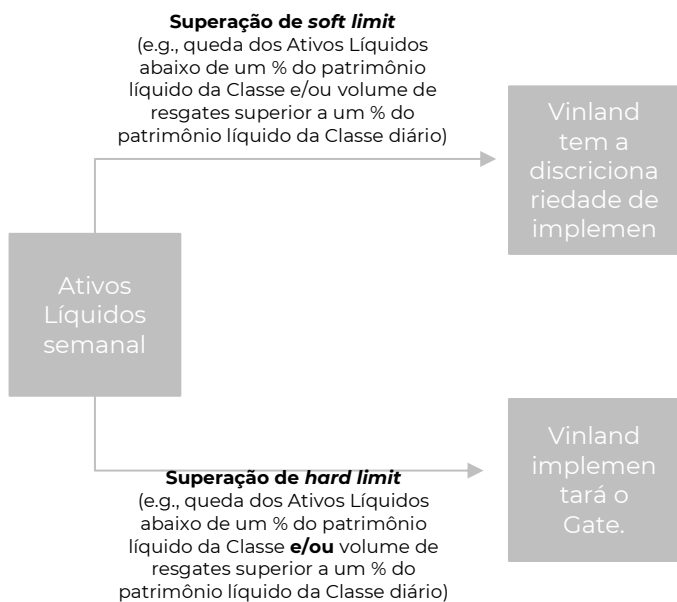 Superação de soft limit
(e.g., queda dos Ativos Líquidos
abaixo de um % do patrimônio
líquido da Classe e/ou volume de
resgates superior a um % do
patrimônio líquido da Classe diário)
Vinland
tem a
discriciona
riedade de
implemen
Ativos
Líquidos
semanal
Vinland
implemen
tará o
Gate.
Superação de hard limit
(e.g., queda dos Ativos Líquidos
abaixo de um % do patrimônio
líquido da Classe e/ou volume de
resgates superior a um % do
patrimônio líquido da Classe diário)